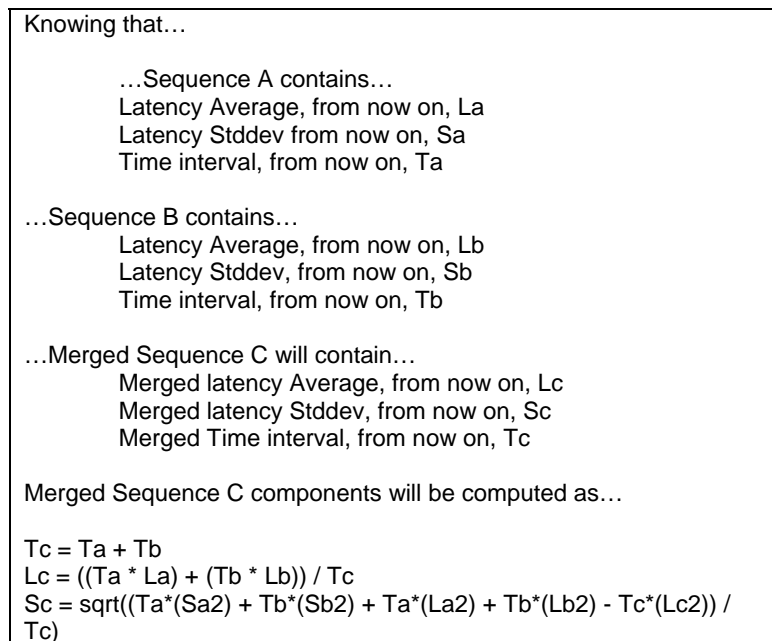 Knowing that…
…Sequence A contains…
Latency Average, from now on, La
Latency Stddev from now on, Sa
Time interval, from now on, Ta
…Sequence B contains…
Latency Average, from now on, Lb
Latency Stddev, from now on, Sb
Time interval, from now on, Tb
…Merged Sequence C will contain…
Merged latency Average, from now on, Lc
Merged latency Stddev, from now on, Sc
Merged Time interval, from now on, Tc
Merged Sequence C components will be computed as…
Tc = Ta + Tb
Lc = ((Ta * La) + (Tb * Lb)) / Tc
Sc = sqrt((Ta*(Sa2) + Tb*(Sb2) + Ta*(La2) + Tb*(Lb2) - Tc*(Lc2)) /
Tc)